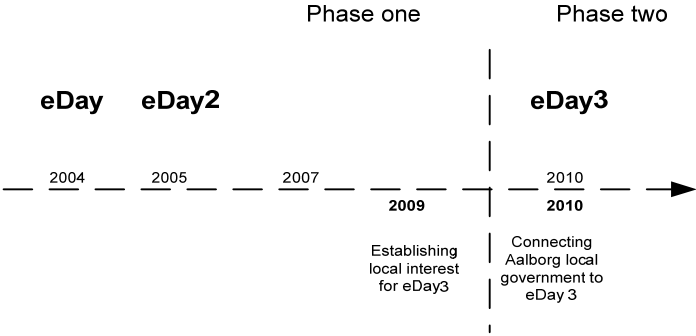 Phase one
Phase two
eDay
eDay2
eDay3
2004
2005
2007
2010
2009
2010
Establishing
local interest
for eDay3
Connecting
Aalborg local
government to
eDay 3